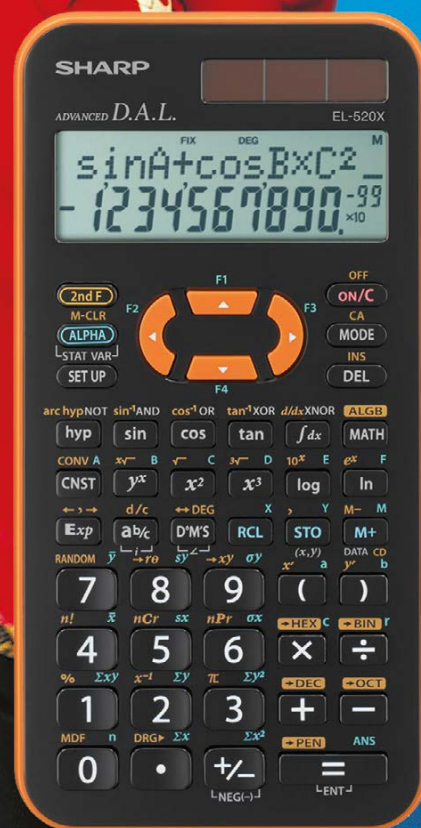 SHARP
ADVANCED D.A.L. EL-520X
FIX DEG M
sinA+cosB×C²_
-1234567890.×10-99
F1 OFF
2nd F F2 F3 ON/C
M-CLR CA
ALPHA MODE
STAT VAR INS
SET UP F4 DEL
arc hyp NOT sin⁻¹ AND cos⁻¹ OR tan⁻¹ XOR d/dx XNOR ALGB
hyp sin cos tan ∫dx MATH
CONV A ˣ√ B √ C ³√ D 10ˣ E eˣ F
CNST yˣ x² x³ log ln
←,→ d/c ↔DEG X , Y M– M
Exp ab/c D°M'S RCL STO M+
i ∠ (x,y) DATA CD
RANDOM ȳ →rθ sy →xy σy x' a y' b
7 8 9 ( )
n! x̄ nCr sx nPr σx →HEX c →BIN r
4 5 6 × ÷
% Σxy x⁻¹ Σy π Σy² →DEC →OCT
1 2 3 + −
MDF n DRG▸ Σx Σx² →PEN ANS
0 • +/− =
NEG(−) ENT